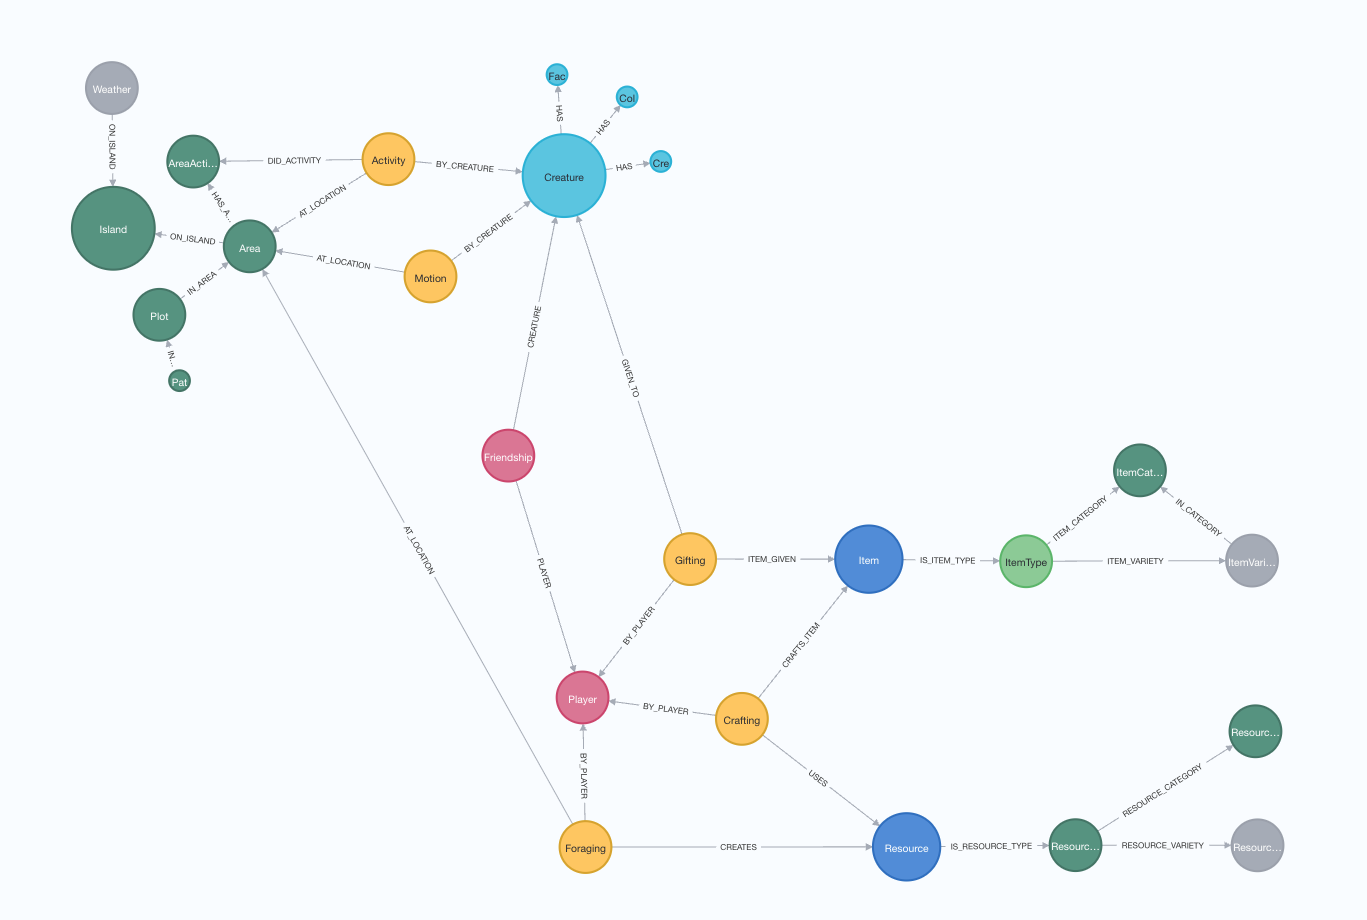 Weather
ON_ISLAND
Fac
Col
Cre
HAS
HAS
HAS
AreaActi...
DID_ACTIVITY
Activity
BY_CREATURE
Creature
HAS_A...
AT_LOCATION
Island
ON_ISLAND
Area
BY_CREATURE
AT_LOCATION
Motion
IN_AREA
Plot
IN...
Pat
CREATURE
GIVEN_TO
Friendship
ItemCat...
AT_LOCATION
ITEM_CATEGORY
IN_CATEGORY
PLAYER
Gifting
ITEM_GIVEN
Item
IS_ITEM_TYPE
ItemType
ITEM_VARIETY
ItemVari...
BY_PLAYER
CRAFTS_ITEM
Player
BY_PLAYER
Crafting
Resourc...
BY_PLAYER
USES
RESOURCE_CATEGORY
Foraging
CREATES
Resource
IS_RESOURCE_TYPE
Resourc...
RESOURCE_VARIETY
Resourc...